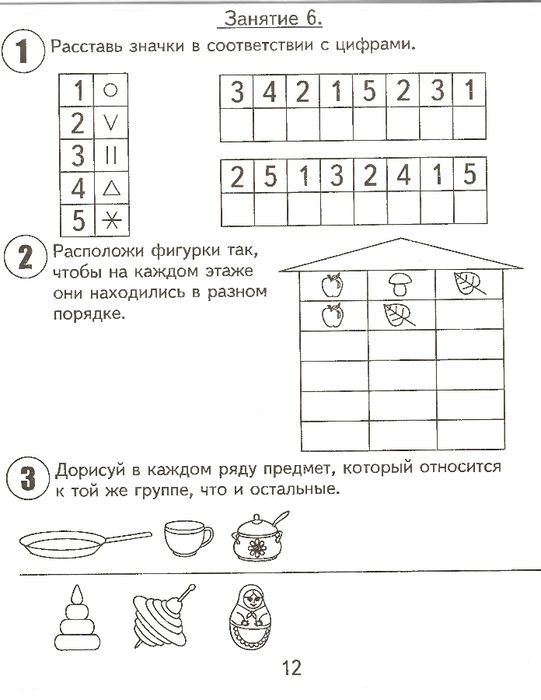 Занятие 6.
1 Расставь значки в соответствии с цифрами.
1
2
3
4
5
3 4 2 1 5 2 3 1
2 5 1 3 2 4 1 5
2 Расположи фигурки так,
чтобы на каждом этаже
они находились в разном
порядке.
3 Дорисуй в каждом ряду предмет, который относится
к той же группе, что и остальные.
12